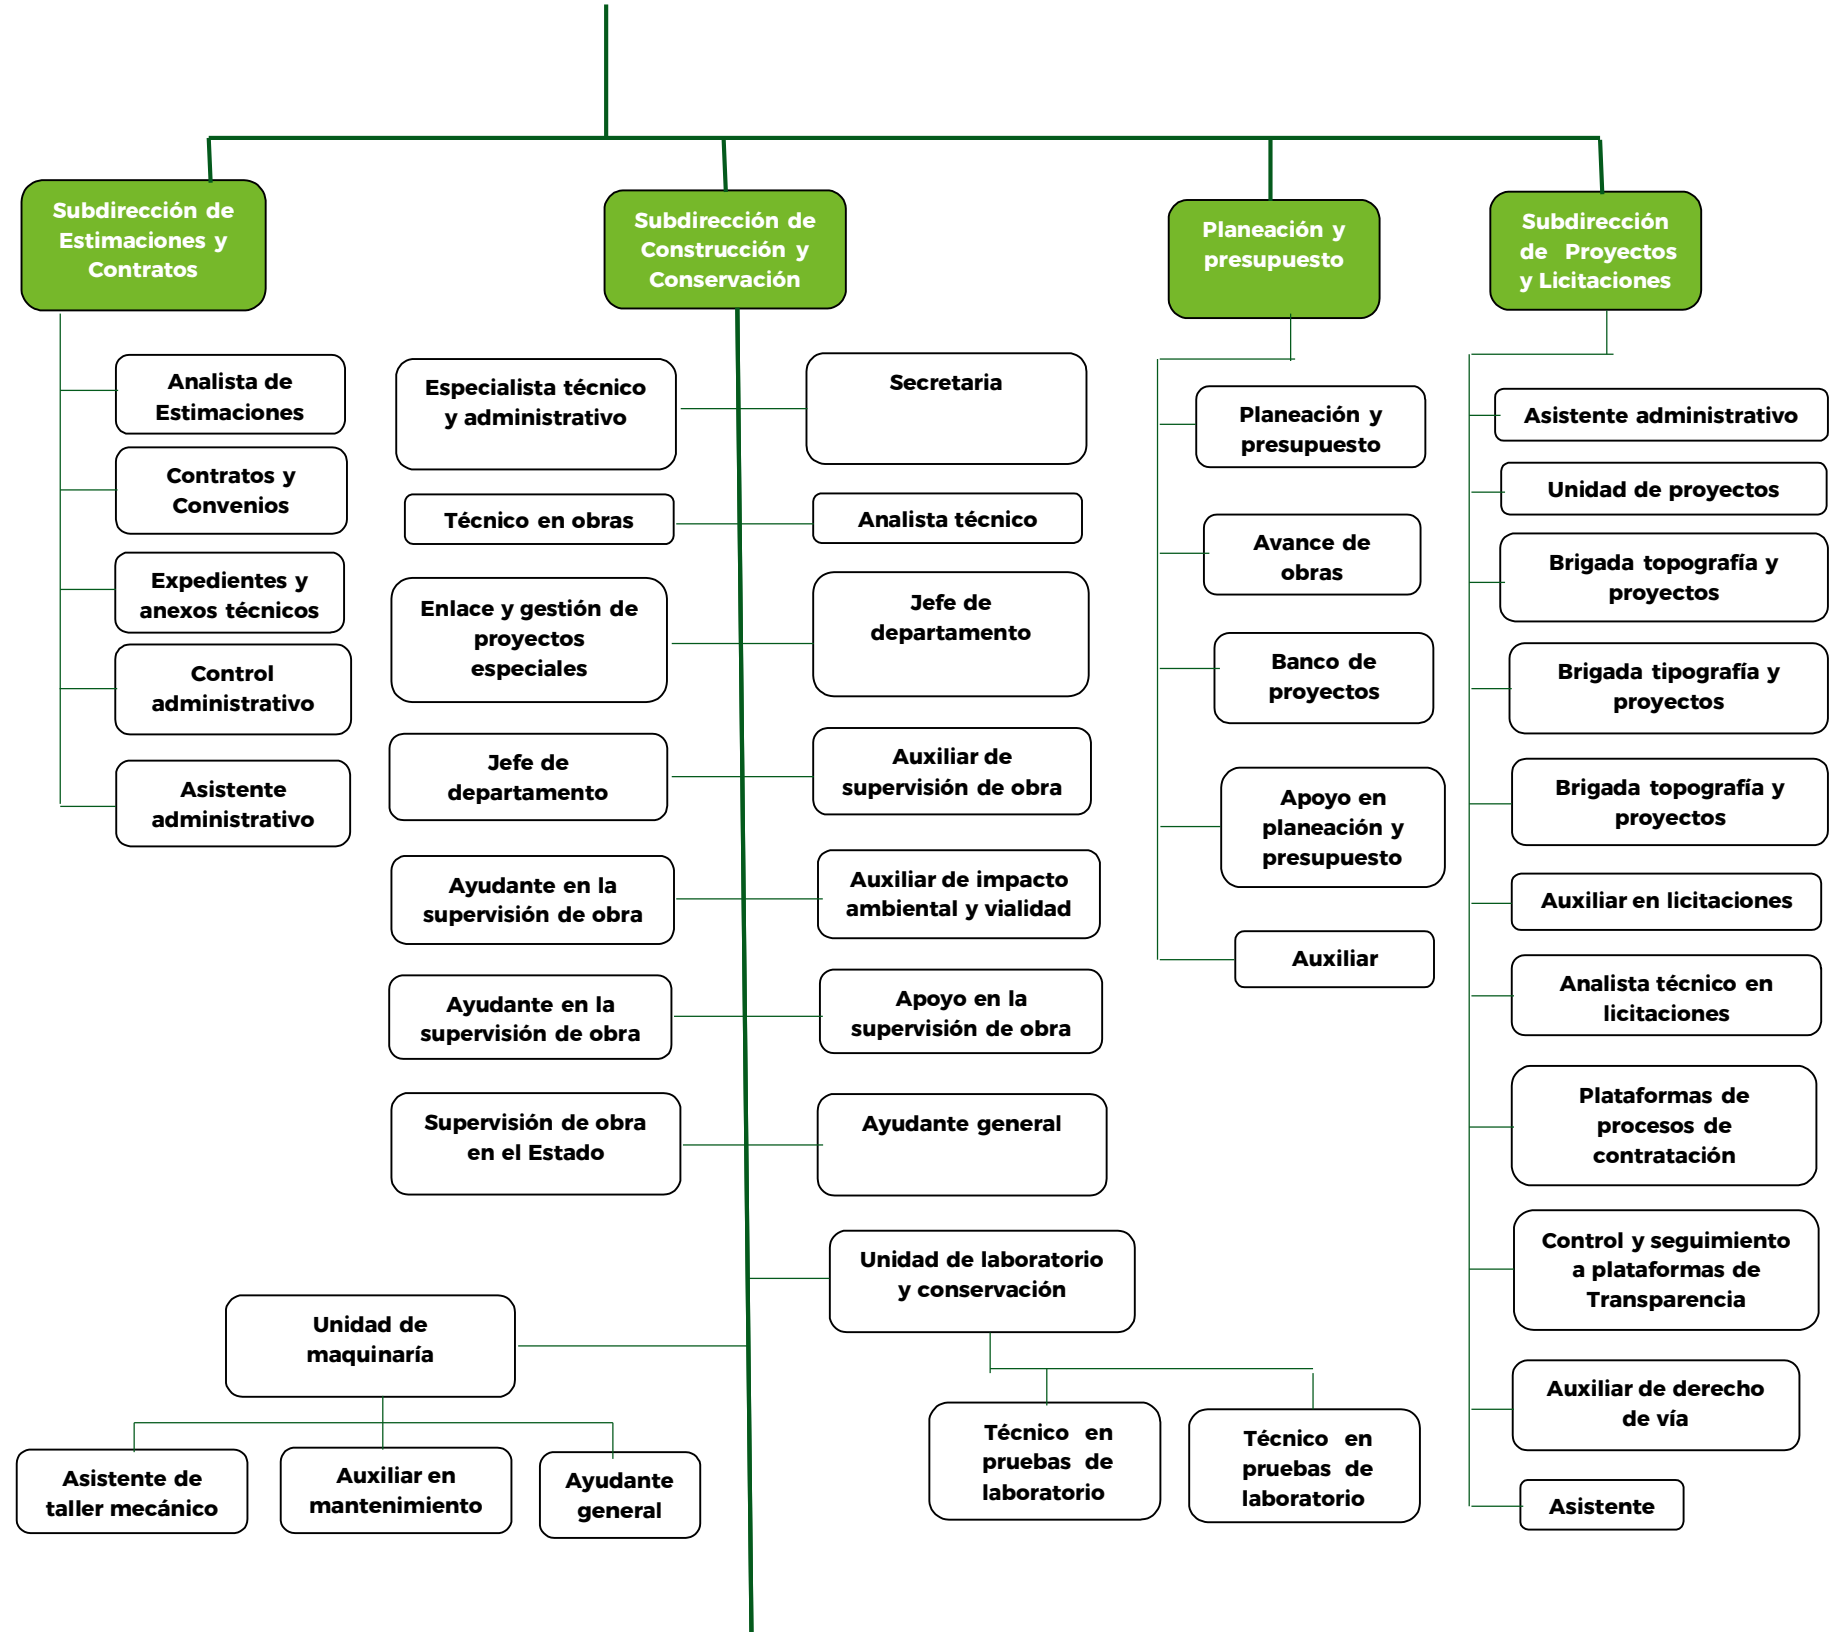 Subdirección de
Estimaciones y
Contratos
Analista de
Estimaciones
Contratos y
Convenios
Expedientes y
anexos técnicos
Control
administrativo
Asistente
administrativo
Subdirección de
Construcción y
Conservación
Especialista técnico
y administrativo
Secretaria
Técnico en obras
Analista técnico
Enlace y gestión de
proyectos
especiales
Jefe de
departamento
Jefe de
departamento
Auxiliar de
supervisión de obra
Ayudante en la
supervisión de obra
Auxiliar de impacto
ambiental y vialidad
Ayudante en la
supervisión de obra
Apoyo en la
supervisión de obra
Supervisión de obra
en el Estado
Ayudante general
Unidad de laboratorio
y conservación
Técnico en
pruebas de
laboratorio
Técnico en
pruebas de
laboratorio
Unidad de
maquinaría
Asistente de
taller mecánico
Auxiliar en
mantenimiento
Ayudante
general
Planeación y
presupuesto
Planeación y
presupuesto
Avance de
obras
Banco de
proyectos
Apoyo en
planeación y
presupuesto
Auxiliar
Subdirección
de Proyectos
y Licitaciones
Asistente administrativo
Unidad de proyectos
Brigada topografía y
proyectos
Brigada tipografía y
proyectos
Brigada topografía y
proyectos
Auxiliar en licitaciones
Analista técnico en
licitaciones
Plataformas de
procesos de
contratación
Control y seguimiento
a plataformas de
Transparencia
Auxiliar de derecho
de vía
Asistente